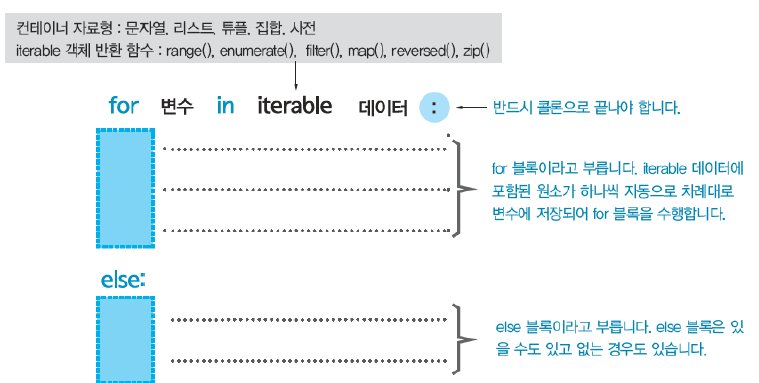 컨테이너 자료형 : 문자열, 리스트, 튜플, 집합, 사전
iterable 객체 반환 함수 : range(), enumerate(), filter(), map(), reversed(), zip()
for 변수 in iterable 데이터 :
반드시 콜론으로 끝나야 합니다.
for 블록이라고 부릅니다. iterable 데이터에
포함된 원소가 하나씩 자동으로 차례대로
변수에 저장되어 for 블록을 수행합니다.
else:
else 블록이라고 부릅니다. else 블록은 있
을 수도 있고 없는 경우도 있습니다.